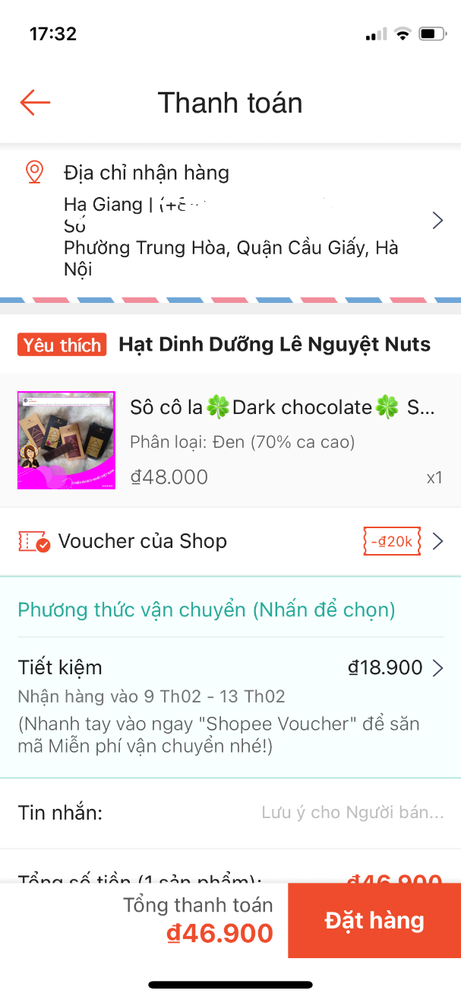 17:32
Thanh toán
Địa chỉ nhận hàng
Hạ Giang | (+8
Số
Phường Trung Hòa, Quận Cầu Giấy, Hà
Nội
Yêu thích Hạt Dinh Dưỡng Lê Nguyệt Nuts
Sô cô la🍀Dark chocolate🍀 S...
Phân loại: Đen (70% ca cao)
₫48.000 x1
Voucher của Shop -₫20k
Phương thức vận chuyển (Nhấn để chọn)
Tiết kiệm ₫18.900
Nhận hàng vào 9 Th02 - 13 Th02
(Nhanh tay vào ngay "Shopee Voucher" để săn
mã Miễn phí vận chuyển nhé!)
Tin nhắn: Lưu ý cho Người bán...
Tổng số tiền (1 sản phẩm): ₫46.900
Tổng thanh toán
₫46.900
Đặt hàng